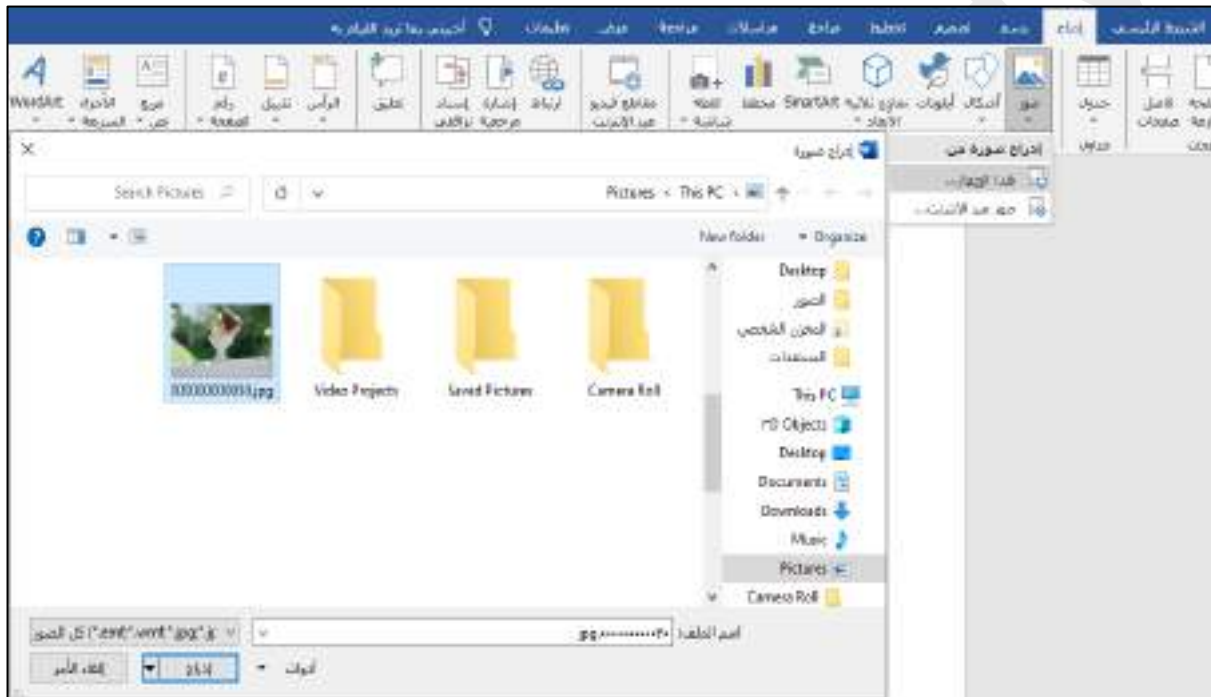 إدراج تصميم تخطيط مراجع مراسلات مراجعة عرض تعليمات أخبرني بما تريد القيام به
جدول صور أشكال أيقونات نماذج ثلاثية SmartArt مخطط لقطة مقاطع فيديو ارتباط إشارة إسناد تعليق الرأس تذييل رقم مربع الأجزاء WordArt
الأبعاد شاشة عبر الإنترنت مرجعية ترافقي الصفحة نص السريعة
جداول
إدراج صورة من
هذا الجهاز...
صور عبر الإنترنت...
إدراج صورة
This PC
Pictures
Search Pictures
Organize
New folder
Desktop
الصور
المخزن الشخصي
المستندات
This PC
٣D Objects
Desktop
Documents
Downloads
Music
Pictures
Camera Roll
Camera Roll
Saved Pictures
Video Projects
اسم الملف:
كل الصور
أدوات
إدراج
إلغاء الأمر